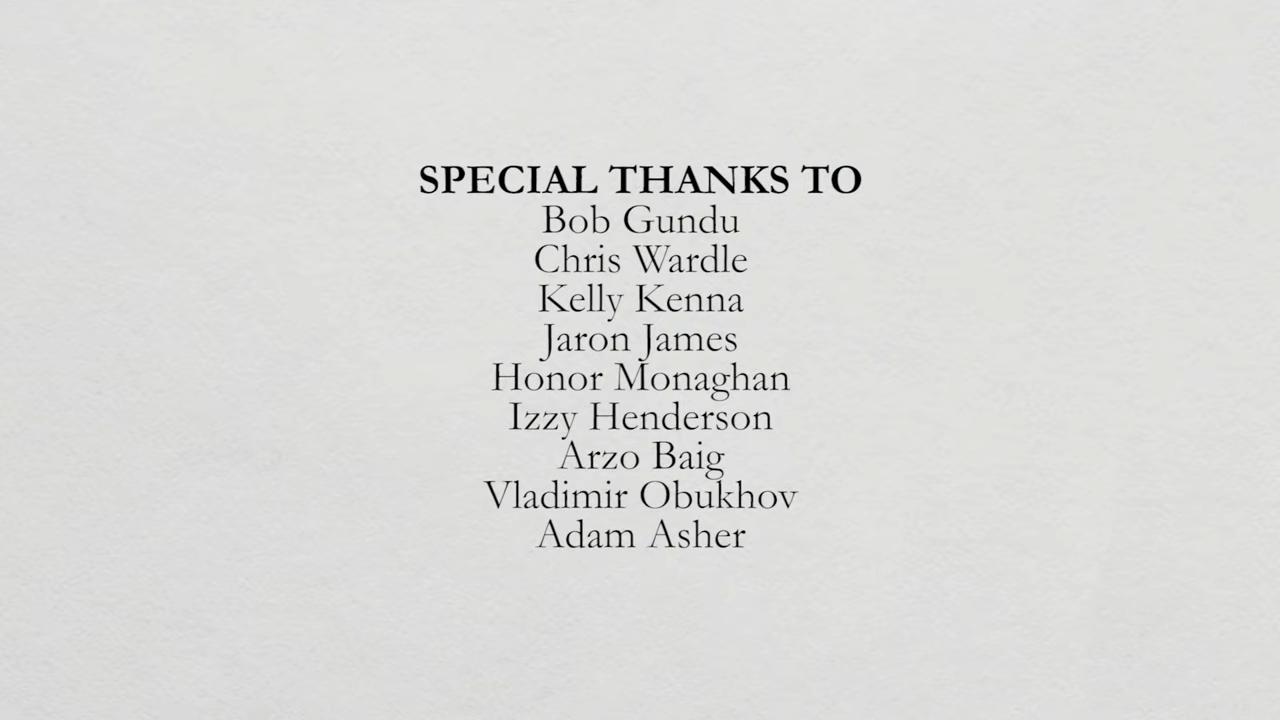 SPECIAL THANKS TO
Bob Gundu
Chris Wardle
Kelly Kenna
Jaron James
Honor Monaghan
Izzy Henderson
Arzo Baig
Vladimir Obukhov
Adam Asher